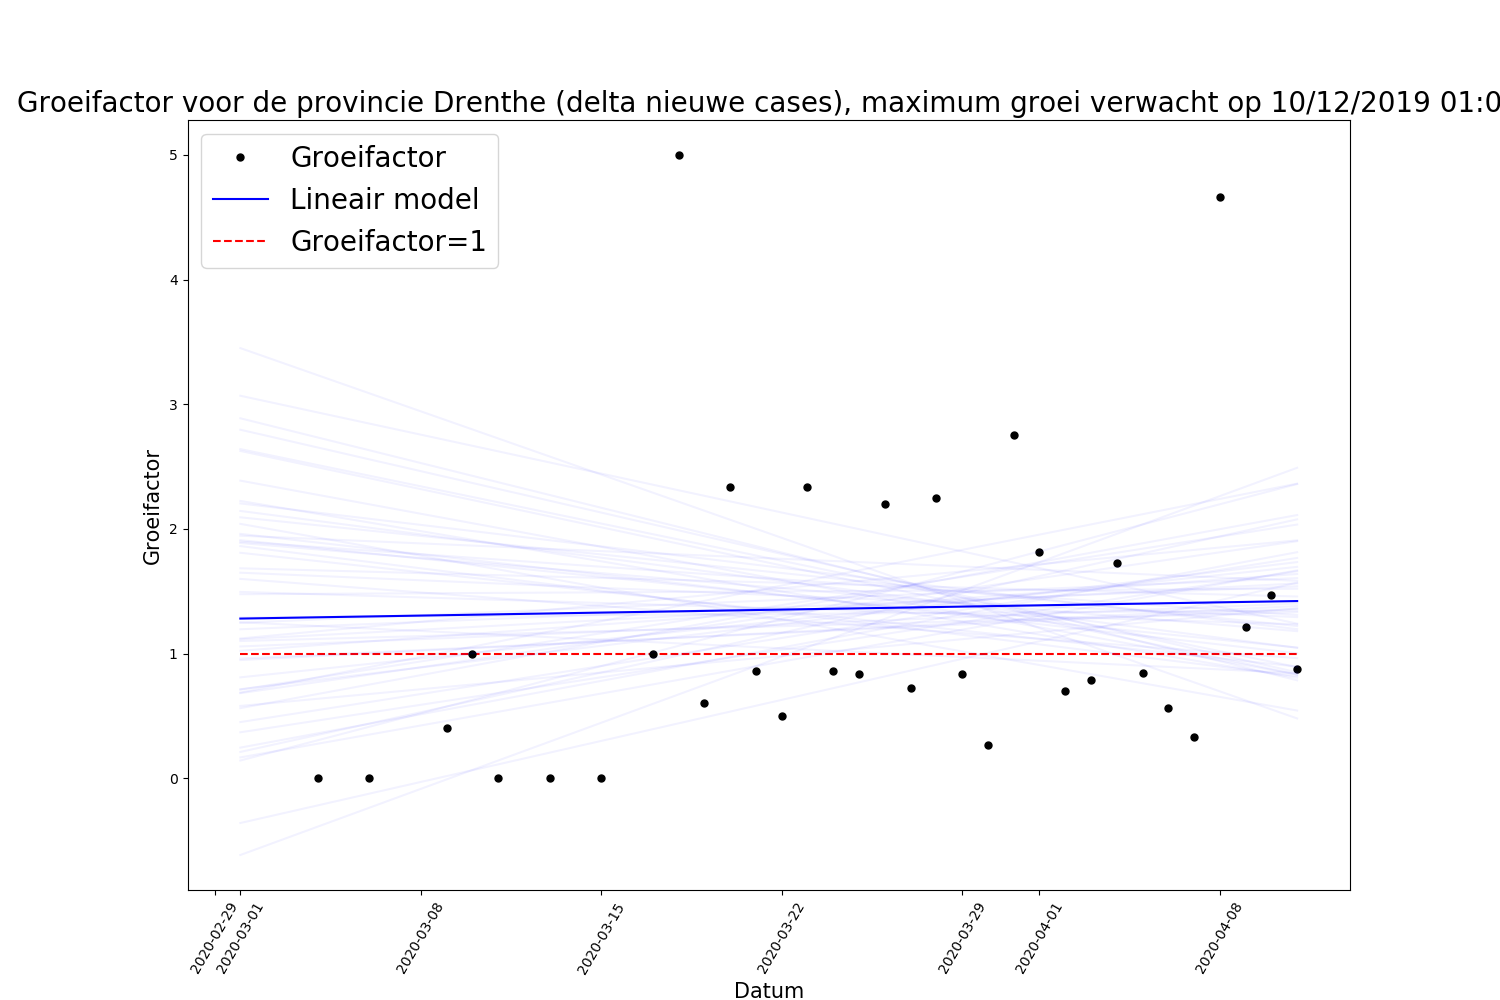 Groeifactor voor de provincie Drenthe (delta nieuwe cases), maximum groei verwacht op 10/12/2019 01:0
Groeifactor
Lineair model
Groeifactor=1
5
4
3
2
1
0
Groeifactor
2020-02-29
2020-03-01
2020-03-08
2020-03-15
2020-03-22
2020-03-29
2020-04-01
2020-04-08
Datum